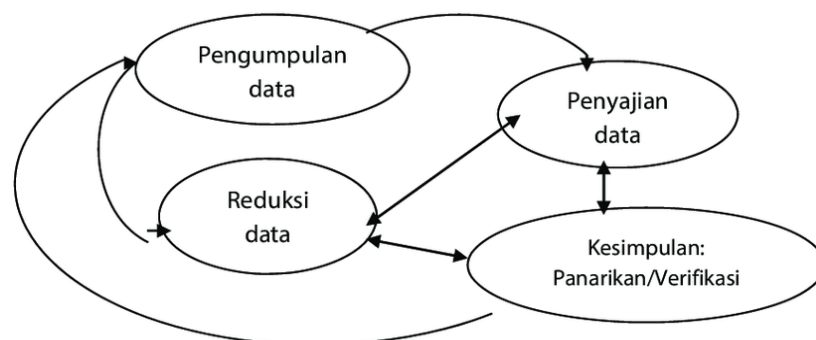 Pengumpulan
data
Penyajian
data
Reduksi
data
Kesimpulan:
Panarikan/Verifikasi